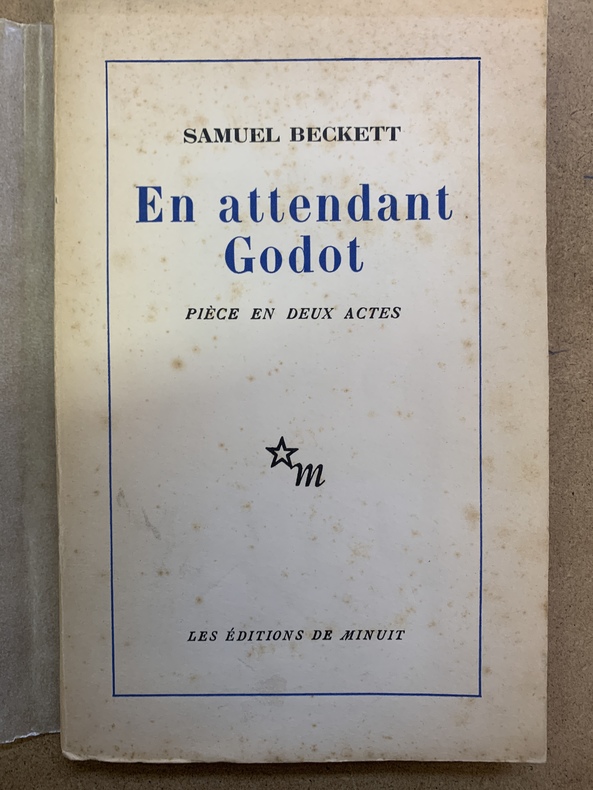 SAMUEL BECKETT
En attendant
Godot
PIÈCE EN DEUX ACTES
m
LES ÉDITIONS DE MINUIT